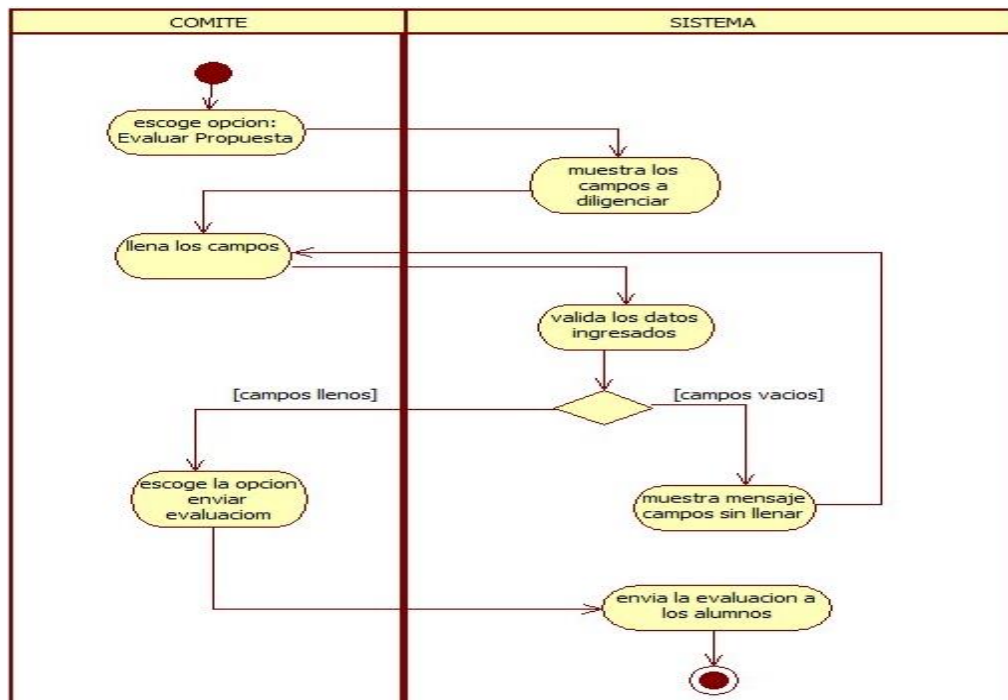 COMITE
SISTEMA
escoge opcion:
Evaluar Propuesta
muestra los
campos a
diligenciar
llena los campos
valida los datos
ingresados
[campos llenos]
[campos vacios]
escoge la opcion
enviar
evaluaciom
muestra mensaje
campos sin llenar
envia la evaluacion a
los alumnos